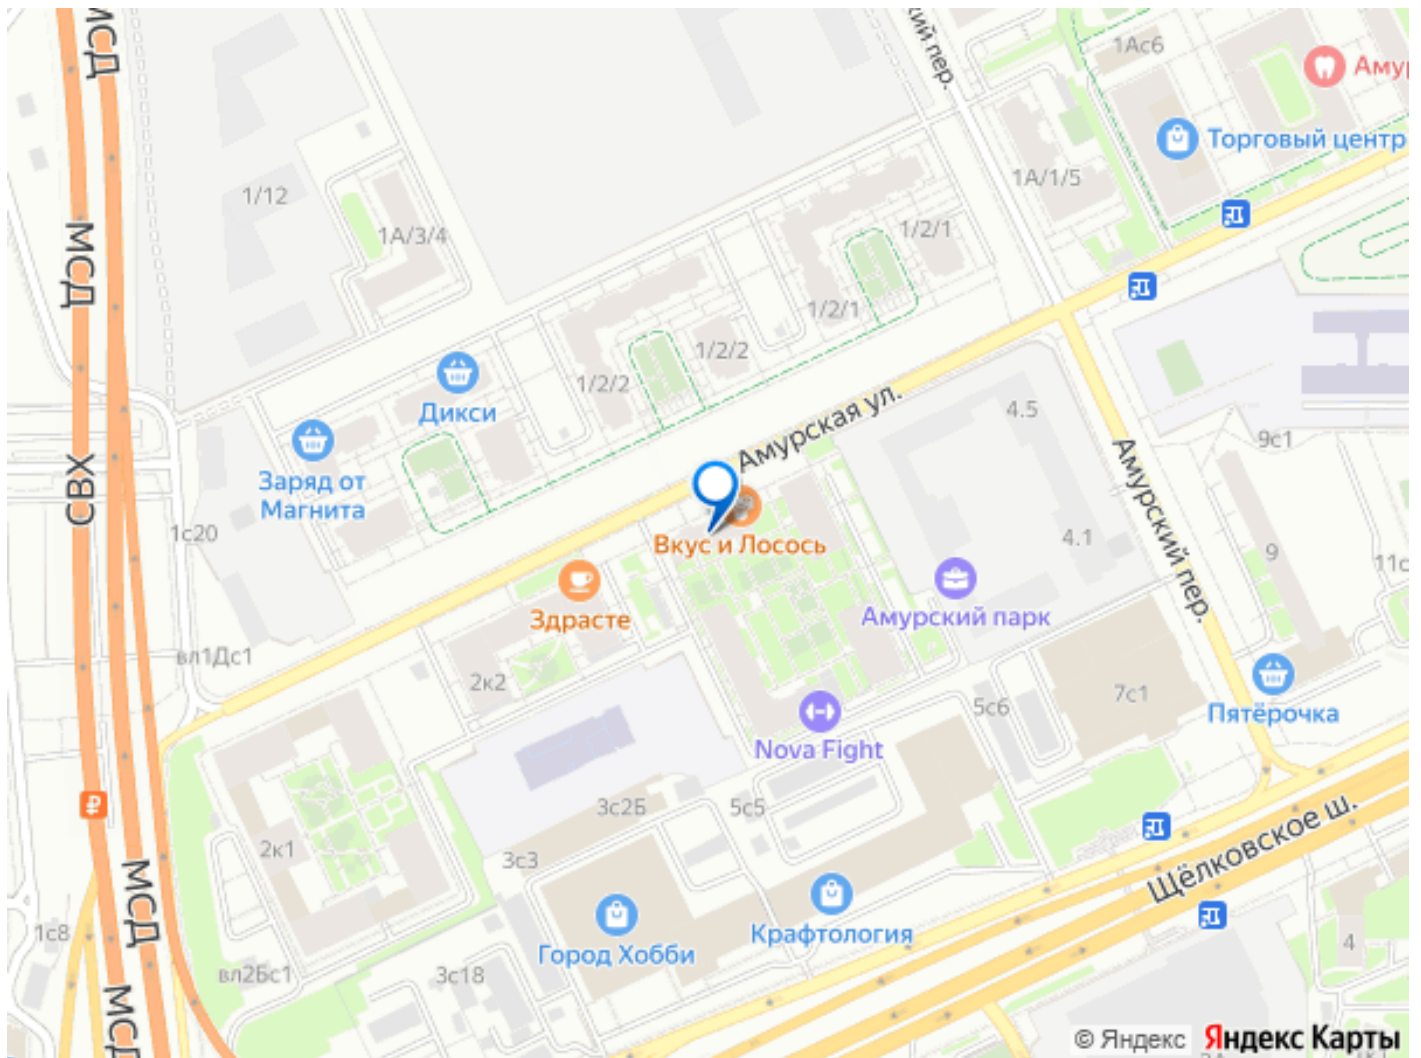 МСД
ский пер.
1Ас6
Аму
Торговый центр
1/12
1А/3/4
1А/1/5
1/2/1
МСД
1/2/1
1/2/2
1/2/2
Дикси
Амурская ул.
4.5
9с1
Амурский пер.
СВХ
Заряд от
Магнита
1с20
Вкус и Лосось
4.1
9
11с
Здрасте
Амурский парк
вл1Дс1
2к2
7с1
5с6
Пятёрочка
Nova Fight
3с2Б
5с5
Щёлковское ш.
2к1
3с3
МСД
Крафтология
Город Хобби
1с8
4
вл2Бс1
3с18
МСД
© Яндекс Яндекс Карты